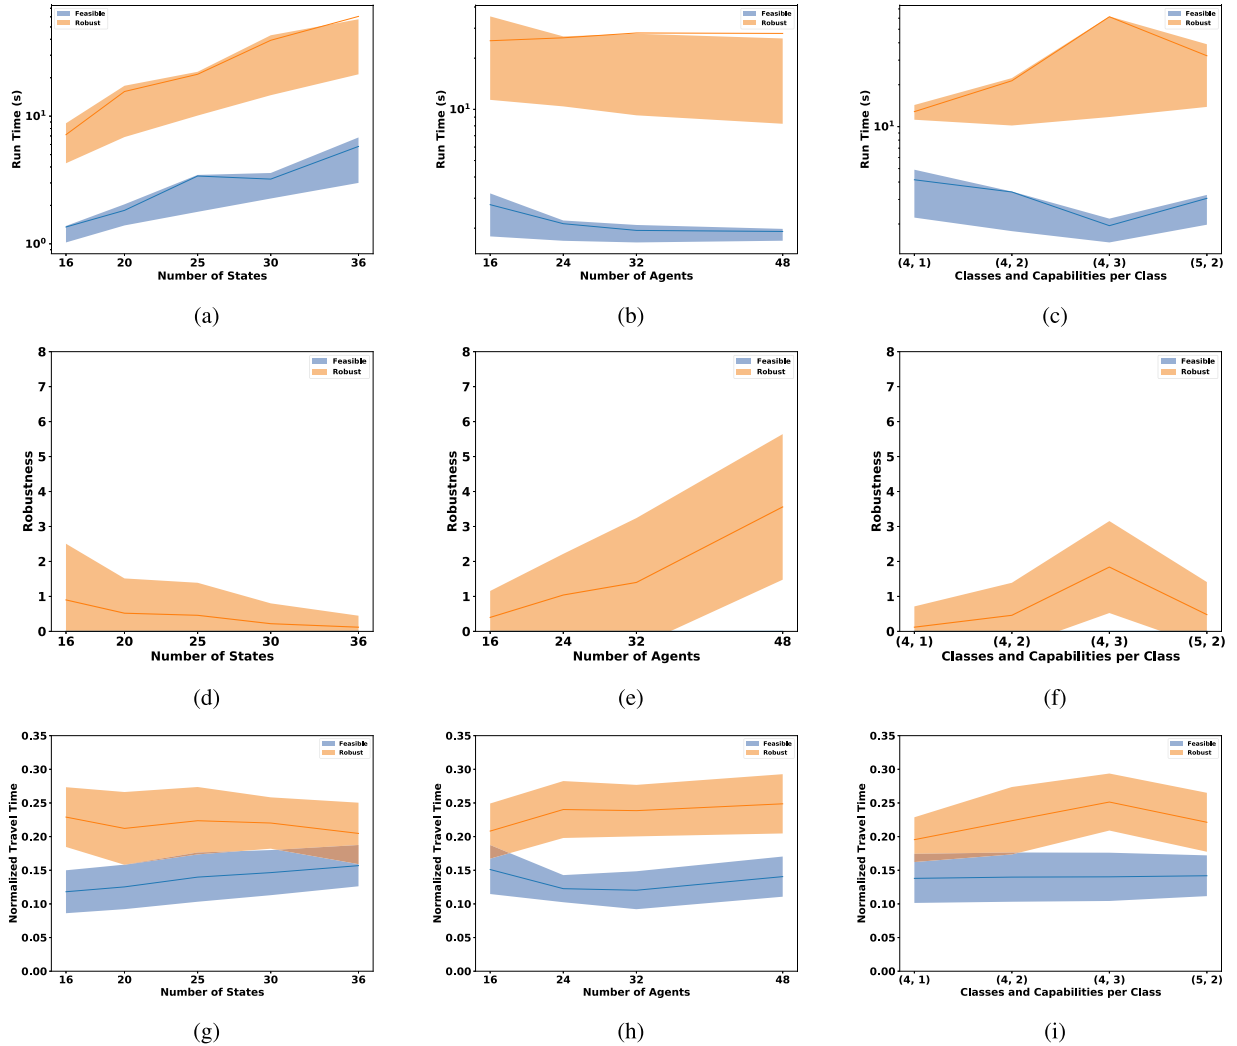 Feasible
Robust
Run Time (s)
10¹
10⁰
16 20 25 30 36
Number of States
(a)
Feasible
Robust
Run Time (s)
10¹
16 24 32 48
Number of Agents
(b)
Feasible
Robust
Run Time (s)
10¹
(4, 1) (4, 2) (4, 3) (5, 2)
Classes and Capabilities per Class
(c)
Feasible
Robust
Robustness
8
7
6
5
4
3
2
1
0
16 20 25 30 36
Number of States
(d)
Feasible
Robust
Robustness
8
7
6
5
4
3
2
1
0
16 24 32 48
Number of Agents
(e)
Feasible
Robust
Robustness
8
7
6
5
4
3
2
1
0
(4, 1) (4, 2) (4, 3) (5, 2)
Classes and Capabilities per Class
(f)
Feasible
Robust
Normalized Travel Time
0.35
0.30
0.25
0.20
0.15
0.10
0.05
0.00
16 20 25 30 36
Number of States
(g)
Feasible
Robust
Normalized Travel Time
0.35
0.30
0.25
0.20
0.15
0.10
0.05
0.00
16 24 32 48
Number of Agents
(h)
Feasible
Robust
Normalized Travel Time
0.35
0.30
0.25
0.20
0.15
0.10
0.05
0.00
(4, 1) (4, 2) (4, 3) (5, 2)
Classes and Capabilities per Class
(i)